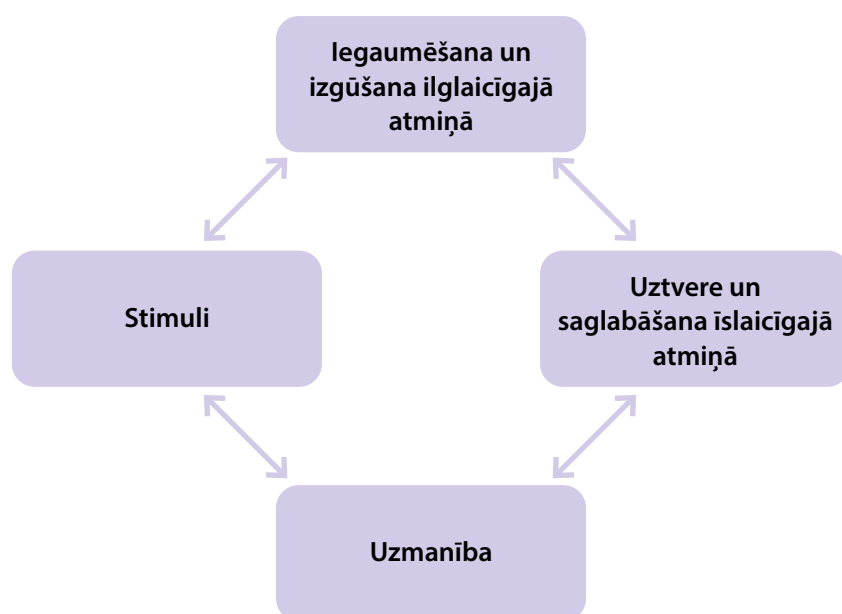 Iegaumēšana un
izgūšana ilglaicīgajā
atmiņā
Stimuli
Uztvere un
saglabāšana īslaicīgajā
atmiņā
Uzmanība